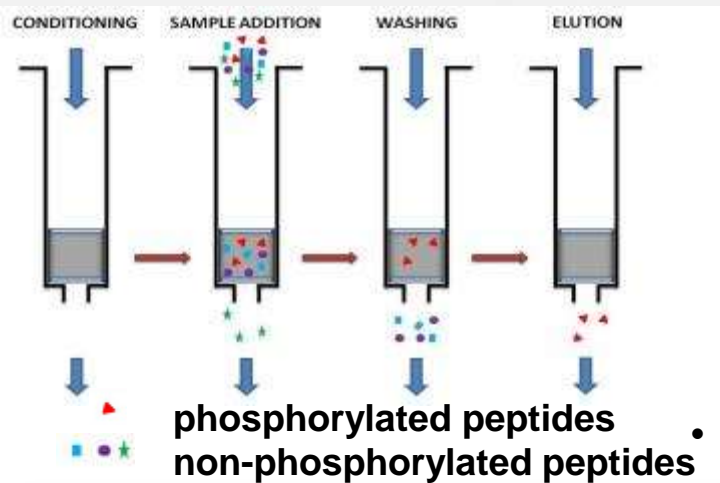 CONDITIONING SAMPLE ADDITION WASHING ELUTION
phosphorylated peptides •
non-phosphorylated peptides